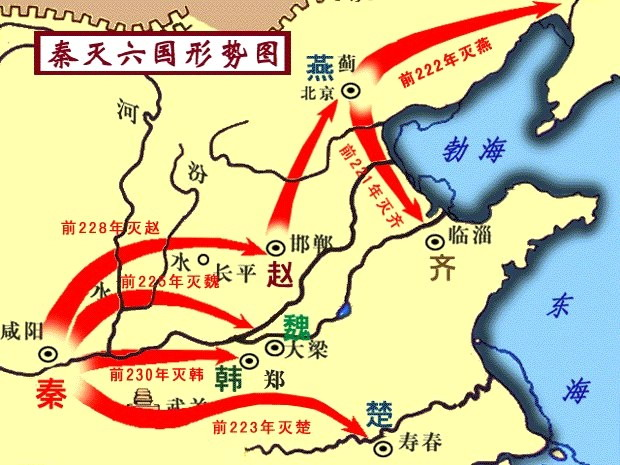 秦灭六国形势图
燕
蓟
北京
前222年灭燕
河
汾
渤海
前221年灭齐
前228年灭赵
邯郸
临淄
水
长平
赵
齐
水
前225年灭魏
东
海
咸阳
魏
大梁
秦
前230年灭韩
韩
郑
前223年灭楚
楚
寿春